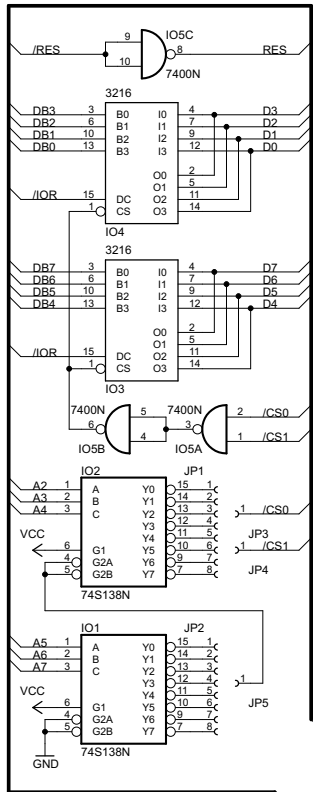 9 IO5C
/RES 8 RES
10 7400N
3216
DB3 3 B0 I0 4 D3
DB2 6 B1 I1 7 D2
DB1 10 B2 I2 9 D1
DB0 13 B3 I3 12 D0
O0 2
O1 5
/IOR 15 DC O2 11
1 CS O3 14
IO4
3216
DB7 3 B0 I0 4 D7
DB6 6 B1 I1 7 D6
DB5 10 B2 I2 9 D5
DB4 13 B3 I3 12 D4
O0 2
O1 5
/IOR 15 DC O2 11
1 CS O3 14
IO3
7400N 7400N
5 2 /CS0
6 3
4 1 /CS1
IO5B IO5A
IO2 JP1
A2 1 A Y0 15 1
A3 2 B Y1 14 2
A4 3 C Y2 13 3 1 /CS0
Y3 12 4
VCC Y4 11 5 JP3
6 G1 Y5 10 6 1 /CS1
4 G2A Y6 9 7
5 G2B Y7 7 8 JP4
74S138N
IO1 JP2
A5 1 A Y0 15 1
A6 2 B Y1 14 2
A7 3 C Y2 13 3
Y3 12 4 1
VCC Y4 11 5
6 G1 Y5 10 6 JP5
4 G2A Y6 9 7
5 G2B Y7 7 8
74S138N
GND